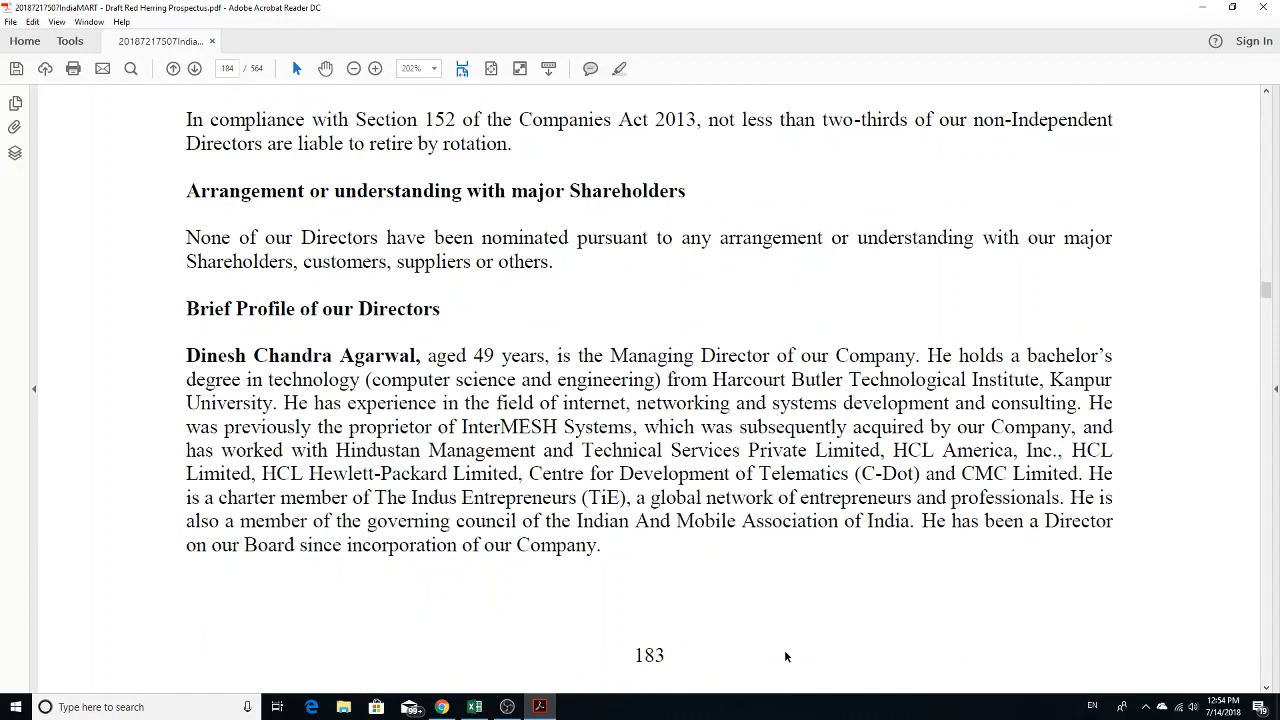 20187217507IndiaMART - Draft Red Herring Prospectus.pdf - Adobe Acrobat Reader DC
File Edit View Window Help
Home Tools 20187217507India... × Sign In
184 / 564 202%
In compliance with Section 152 of the Companies Act 2013, not less than two-thirds of our non-Independent
Directors are liable to retire by rotation.
Arrangement or understanding with major Shareholders
None of our Directors have been nominated pursuant to any arrangement or understanding with our major
Shareholders, customers, suppliers or others.
Brief Profile of our Directors
Dinesh Chandra Agarwal, aged 49 years, is the Managing Director of our Company. He holds a bachelor's
degree in technology (computer science and engineering) from Harcourt Butler Technological Institute, Kanpur
University. He has experience in the field of internet, networking and systems development and consulting. He
was previously the proprietor of InterMESH Systems, which was subsequently acquired by our Company, and
has worked with Hindustan Management and Technical Services Private Limited, HCL America, Inc., HCL
Limited, HCL Hewlett-Packard Limited, Centre for Development of Telematics (C-Dot) and CMC Limited. He
is a charter member of The Indus Entrepreneurs (TiE), a global network of entrepreneurs and professionals. He is
also a member of the governing council of the Indian And Mobile Association of India. He has been a Director
on our Board since incorporation of our Company.
183
Type here to search
99+
EN
12:54 PM
7/14/2018
19